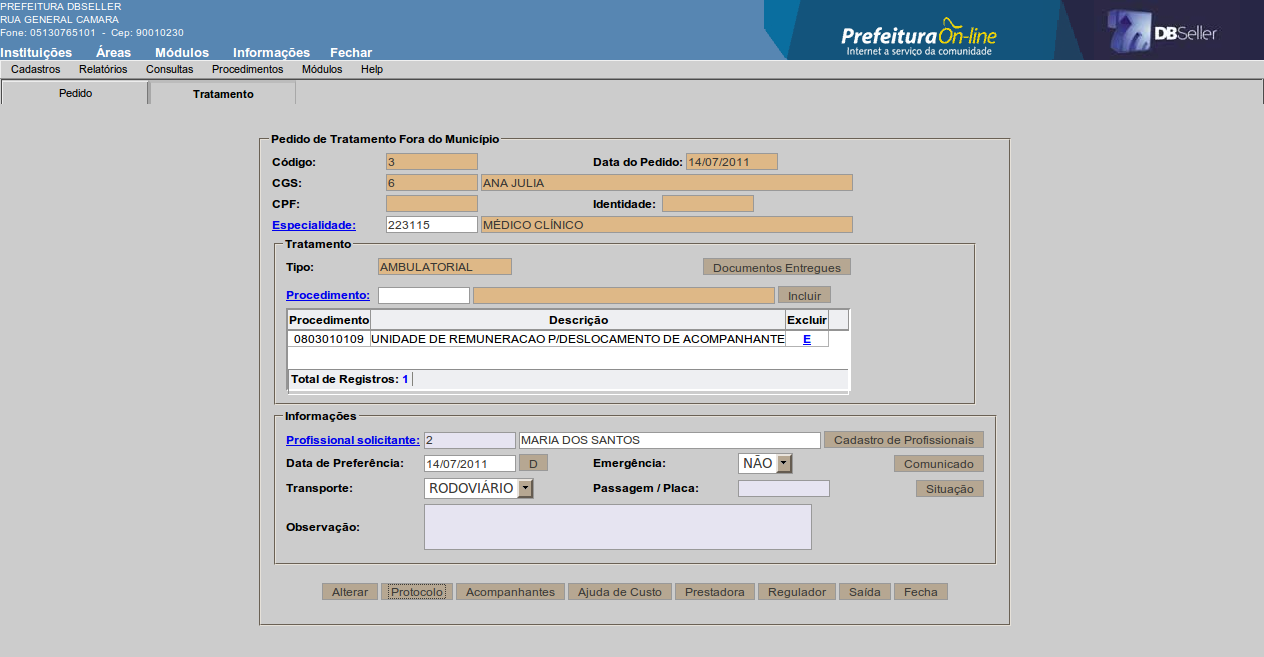 PREFEITURA DBSELLER
RUA GENERAL CAMARA
Fone: 05130765101 - Cep: 90010230
Instituições Áreas Módulos Informações Fechar
PrefeituraOn-line
Internet a serviço da comunidade
DBSeller
Cadastros Relatórios Consultas Procedimentos Módulos Help
Pedido Tratamento
Pedido de Tratamento Fora do Município
Código: 3 Data do Pedido: 14/07/2011
CGS: 6 ANA JULIA
CPF: Identidade:
Especialidade: 223115 MÉDICO CLÍNICO
Tratamento
Tipo: AMBULATORIAL Documentos Entregues
Procedimento: Incluir
Procedimento Descrição Excluir
0803010109 UNIDADE DE REMUNERACAO P/DESLOCAMENTO DE ACOMPANHANTE E
Total de Registros: 1
Informações
Profissional solicitante: 2 MARIA DOS SANTOS Cadastro de Profissionais
Data de Preferência: 14/07/2011 D Emergência: NÃO Comunicado
Transporte: RODOVIÁRIO Passagem / Placa: Situação
Observação:
Alterar Protocolo Acompanhantes Ajuda de Custo Prestadora Regulador Saída Fecha